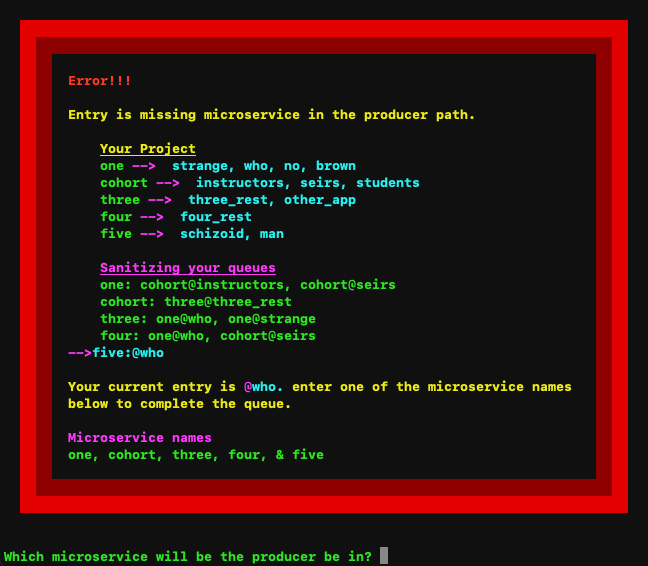 Error!!!
Entry is missing microservice in the producer path.
Your Project
one -->  strange, who, no, brown
cohort -->  instructors, seirs, students
three -->  three_rest, other_app
four -->  four_rest
five -->  schizoid, man
Sanitizing your queues
one: cohort@instructors, cohort@seirs
cohort: three@three_rest
three: one@who, one@strange
four: one@who, cohort@seirs
-->five:@who
Your current entry is @who. enter one of the microservice names
below to complete the queue.
Microservice names
one, cohort, three, four, & five
Which microservice will be the producer be in?